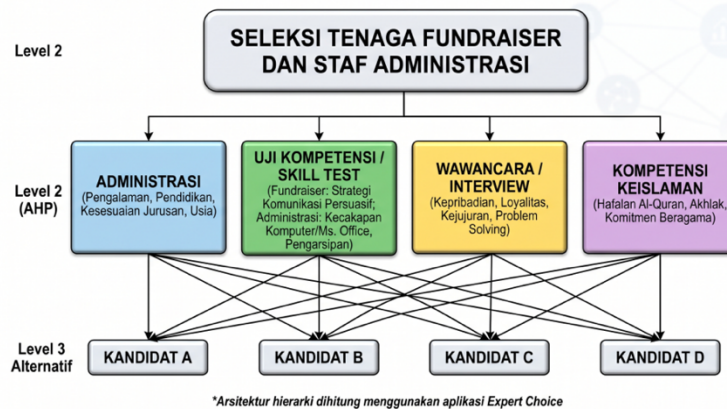 Level 2
SELEKSI TENAGA FUNDRAISER
DAN STAF ADMINISTRASI
Level 2
(AHP)
ADMINISTRASI
(Pengalaman, Pendidikan,
Kesesuaian Jurusan, Usia)
UJI KOMPETENSI /
SKILL TEST
(Fundraiser: Strategi
Komunikasi Persuasif;
Administrasi: Kecakapan
Komputer/Ms. Office,
Pengarsipan)
WAWANCARA /
INTERVIEW
(Kepribadian, Loyalitas,
Kejujuran, Problem
Solving)
KOMPETENSI
KEISLAMAN
(Hafalan Al-Quran, Akhlak,
Komitmen Beragama)
Level 3
Alternatif
KANDIDAT A
KANDIDAT B
KANDIDAT C
KANDIDAT D
*Arsitektur hierarki dihitung menggunakan aplikasi Expert Choice